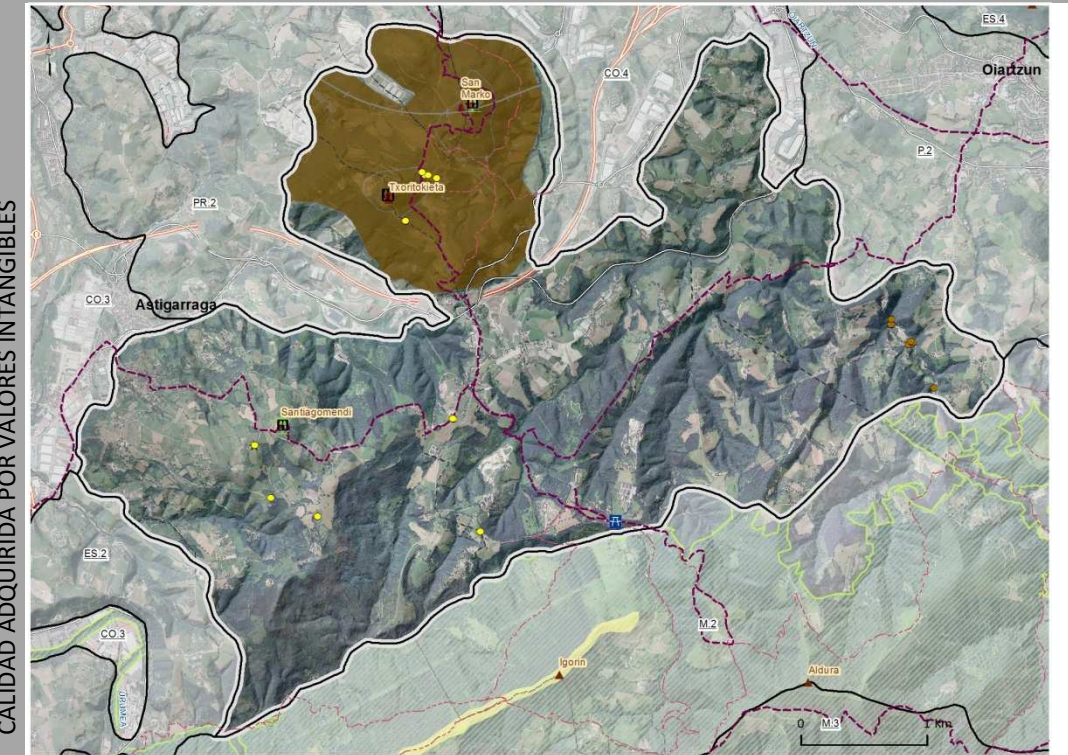 CALIDAD ADQUIRIDA POR VALORES INTANGIBLES
ES.4
Oiartzun
CO.4
San
Marko
P.2
Txoritokieta
PR.2
CO.3
Astigarraga
Santiagomendi
ES.2
CO.3
URUMEA
M.2
Igorin
Aldura
M.3
0 1 Km